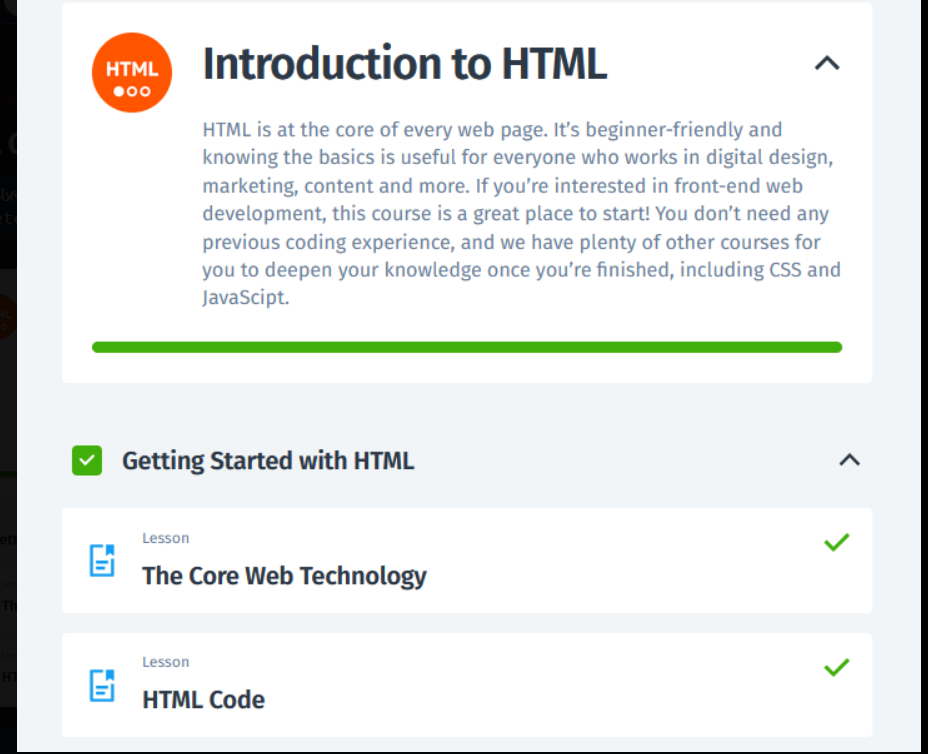 HTML
Introduction to HTML
HTML is at the core of every web page. It's beginner-friendly and
knowing the basics is useful for everyone who works in digital design,
marketing, content and more. If you're interested in front-end web
development, this course is a great place to start! You don't need any
previous coding experience, and we have plenty of other courses for
you to deepen your knowledge once you're finished, including CSS and
JavaScipt.
Getting Started with HTML
Lesson
The Core Web Technology
Lesson
HTML Code